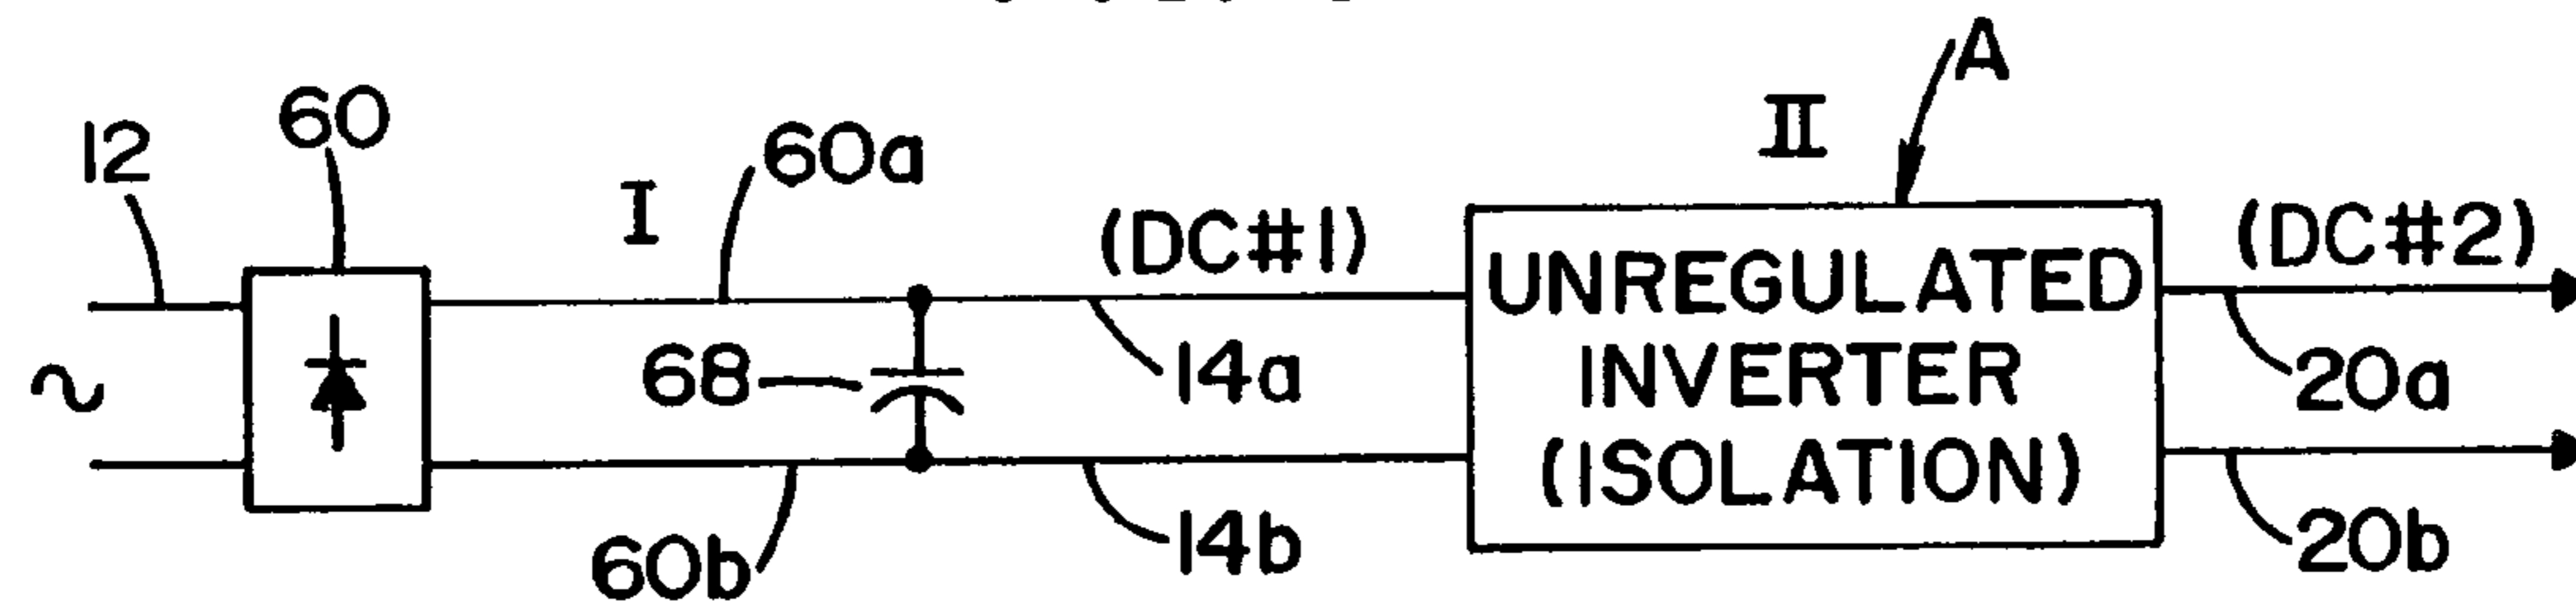 A
II
60
12
60a
I
(DC#1)
(DC#2)
UNREGULATED
INVERTER
(ISOLATION)
68
14a
20a
60b
14b
20b